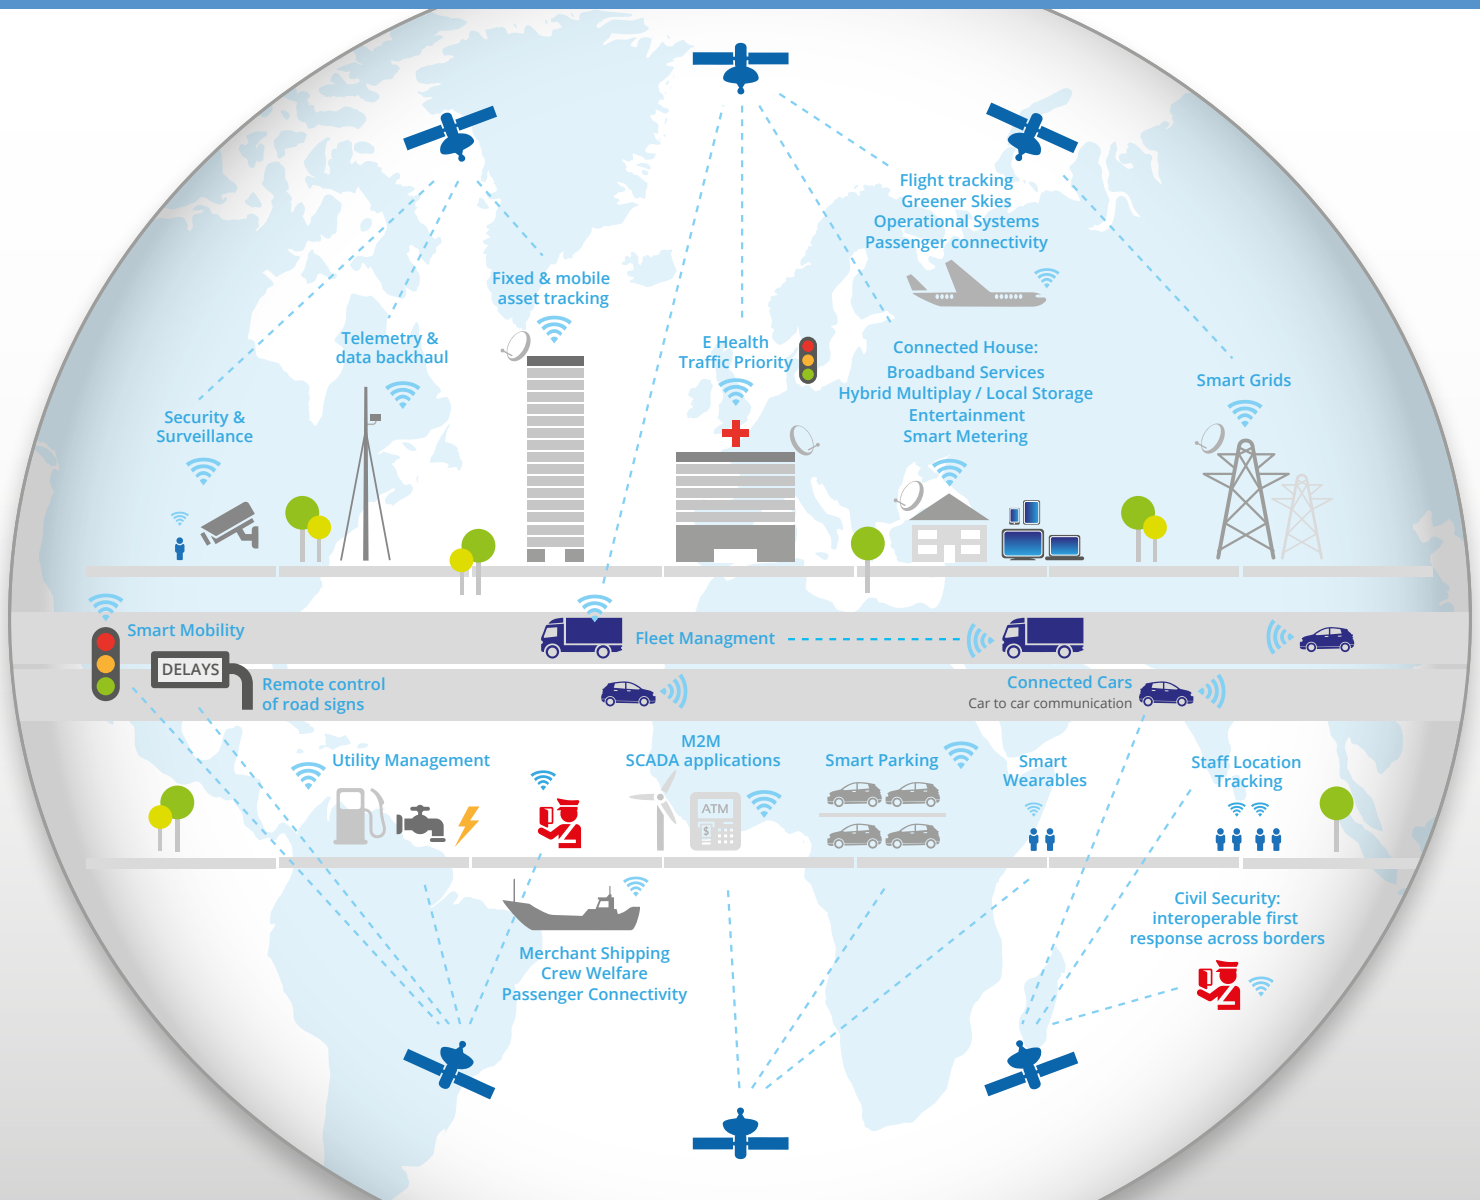 Flight tracking
Greener Skies
Operational Systems
Passenger connectivity
Fixed & mobile
asset tracking
Telemetry &
data backhaul
E Health
Traffic Priority
Connected House:
Broadband Services
Hybrid Multiplay / Local Storage
Entertainment
Smart Metering
Smart Grids
Security &
Surveillance
Smart Mobility
DELAYS
Remote control
of road signs
Fleet Managment
Connected Cars
Car to car communication
Utility Management
M2M
SCADA applications
ATM
$
Smart Parking
Smart
Wearables
Staff Location
Tracking
Merchant Shipping
Crew Welfare
Passenger Connectivity
Civil Security:
interoperable first
response across borders